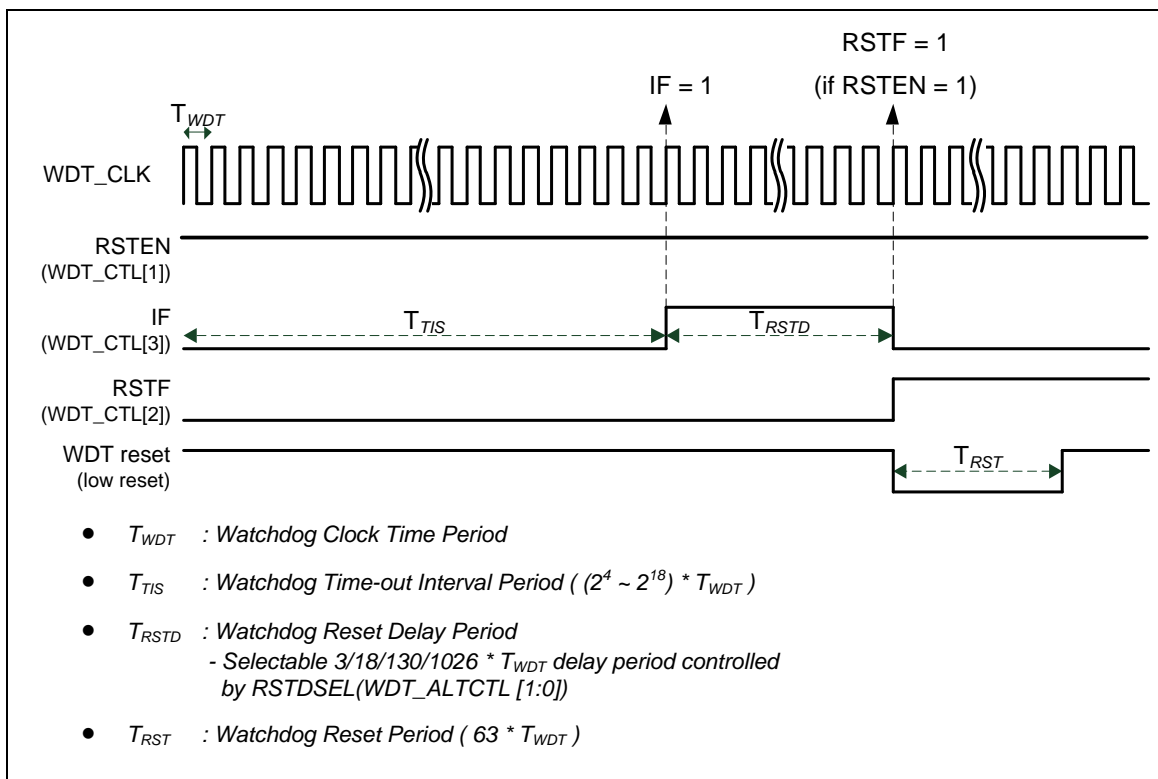 RSTF = 1
IF = 1
(if RSTEN = 1)
TWDT
WDT_CLK
RSTEN
(WDT_CTL[1])
IF
(WDT_CTL[3])
TTIS
TRSTD
RSTF
(WDT_CTL[2])
WDT reset
(low reset)
TRST
• TWDT : Watchdog Clock Time Period
• TTIS : Watchdog Time-out Interval Period ( (2^4 ~ 2^18) * TWDT )
• TRSTD : Watchdog Reset Delay Period
- Selectable 3/18/130/1026 * TWDT delay period controlled
by RSTDSEL(WDT_ALTCTL [1:0])
• TRST : Watchdog Reset Period ( 63 * TWDT )